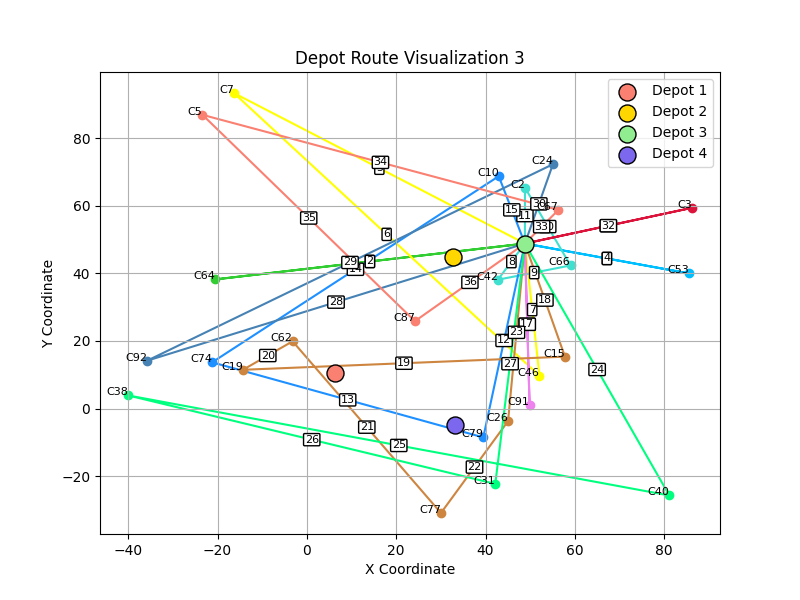 Depot Route Visualization 3
Depot 1
Depot 2
Depot 3
Depot 4
C7
C5
34
C24
C10
C2
C3
15
11
35
32
33
6
8
2
29
4
C66
C53
C64
9
C42
36
28
18
7
C87
17
23
12
C62
C92
C74
20
C15
19
C19
27
24
C46
C38
13
C91
21
C26
C79
26
25
22
C31
C40
C77
80
60
40
20
0
−20
−40
−20
0
20
40
60
80
X Coordinate
Y Coordinate